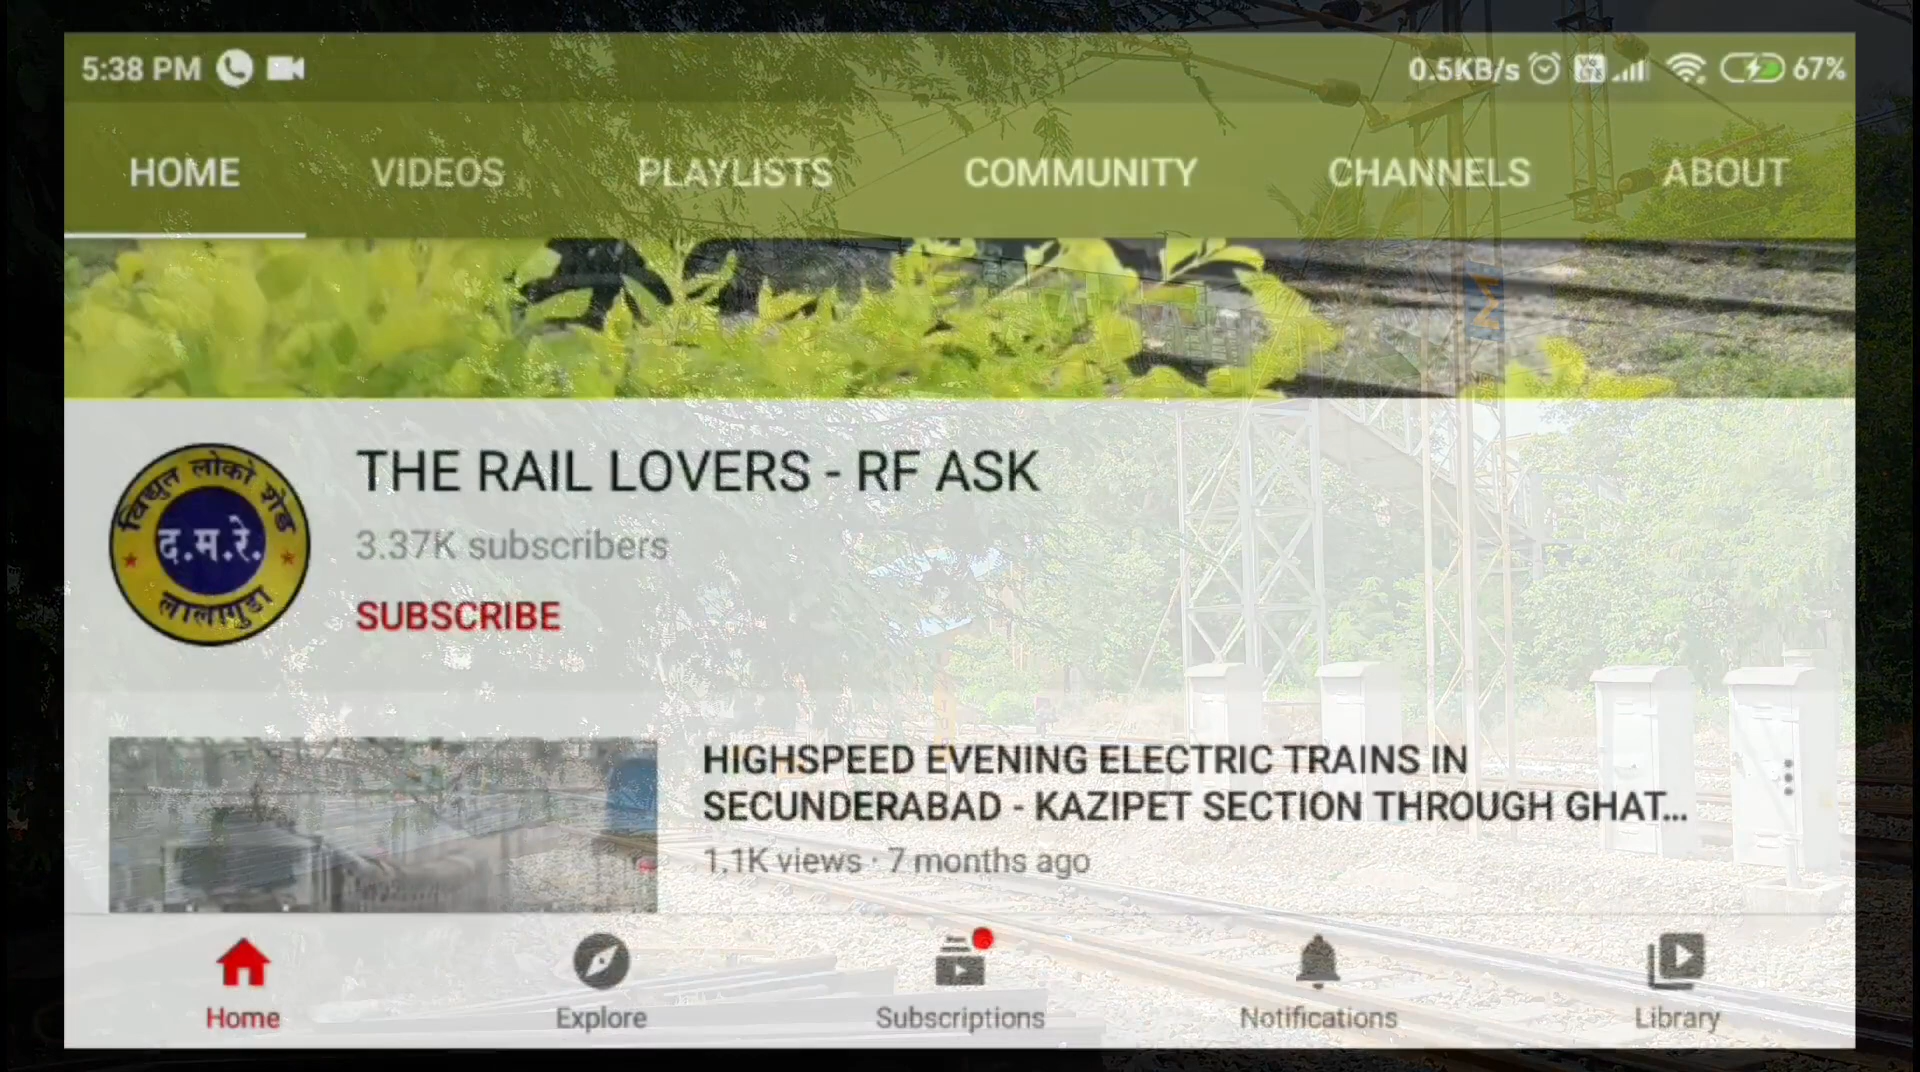 5:38 PM
0.5KB/s
67%
HOME
VIDEOS
PLAYLISTS
COMMUNITY
CHANNELS
ABOUT
विद्युत लोको शेड
द.म.रे.
लालागुडा
THE RAIL LOVERS - RF ASK
3.37K subscribers
SUBSCRIBE
HIGHSPEED EVENING ELECTRIC TRAINS IN
SECUNDERABAD - KAZIPET SECTION THROUGH GHAT...
1.1K views · 7 months ago
Home
Explore
Subscriptions
Notifications
Library